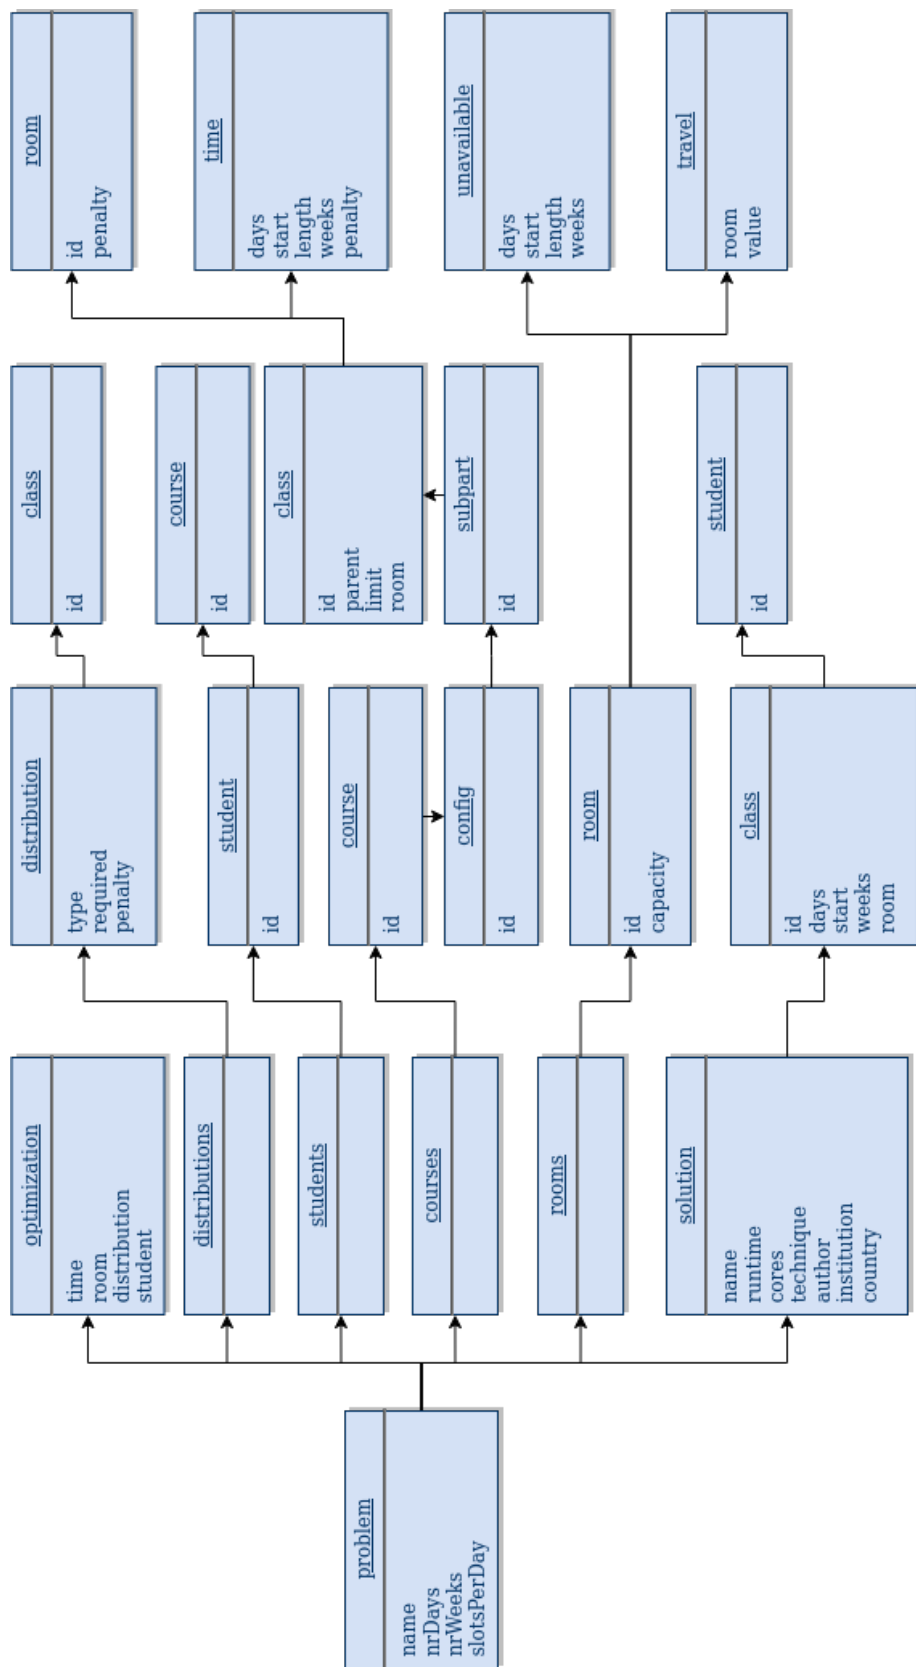 problem
name
nrDays
nrWeeks
slotsPerDay
optimization
time
room
distribution
student
distributions
students
courses
rooms
solution
name
runtime
cores
technique
author
institution
country
distribution
type
required
penalty
student
id
course
id
config
id
room
id
capacity
class
id
days
start
weeks
room
class
id
course
id
class
id
parent
limit
room
subpart
id
student
id
room
id
penalty
time
days
start
length
weeks
penalty
unavailable
days
start
length
weeks
travel
room
value